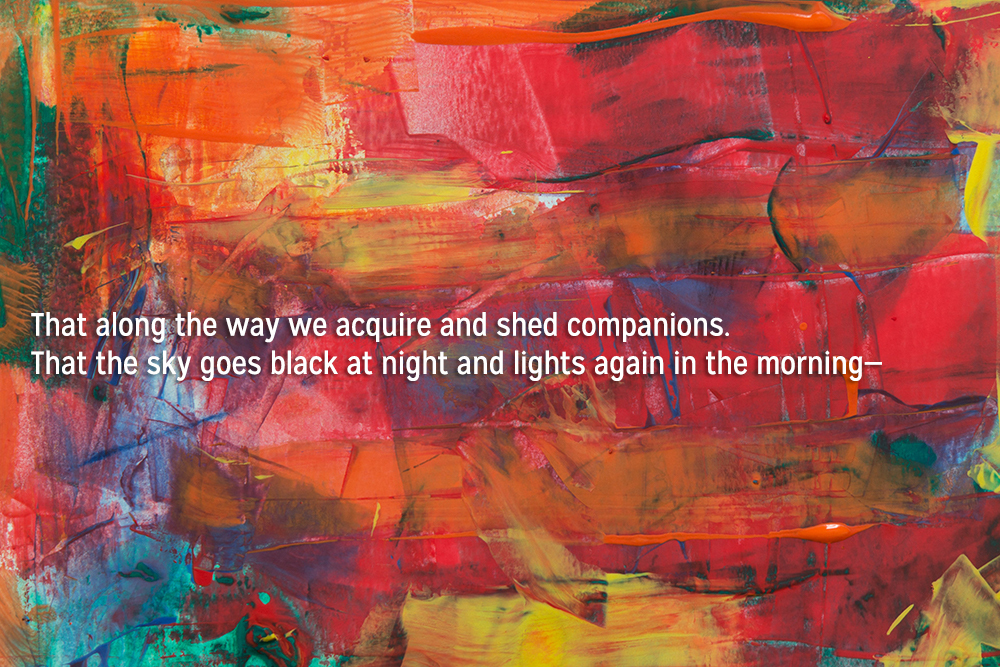 That along the way we acquire and shed companions.
That the sky goes black at night and lights again in the morning—